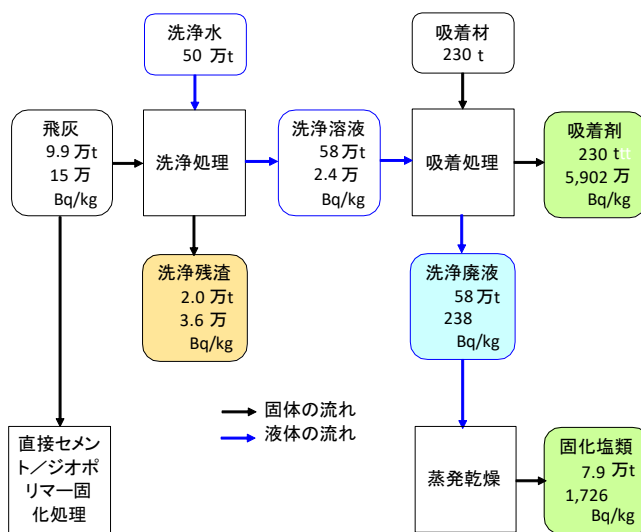 洗浄水
50 万t
吸着材
230 t
飛灰
9.9 万t
15 万
Bq/kg
洗浄処理
洗浄溶液
58万t
2.4 万
Bq/kg
吸着処理
吸着剤
230 t
5,902 万
Bq/kg
洗浄残渣
2.0 万t
3.6 万
Bq/kg
洗浄廃液
58万t
238
Bq/kg
固体の流れ
液体の流れ
直接セメン
ト／ジオポ
リマー固
化処理
蒸発乾燥
固化塩類
7.9 万t
1,726
Bq/kg